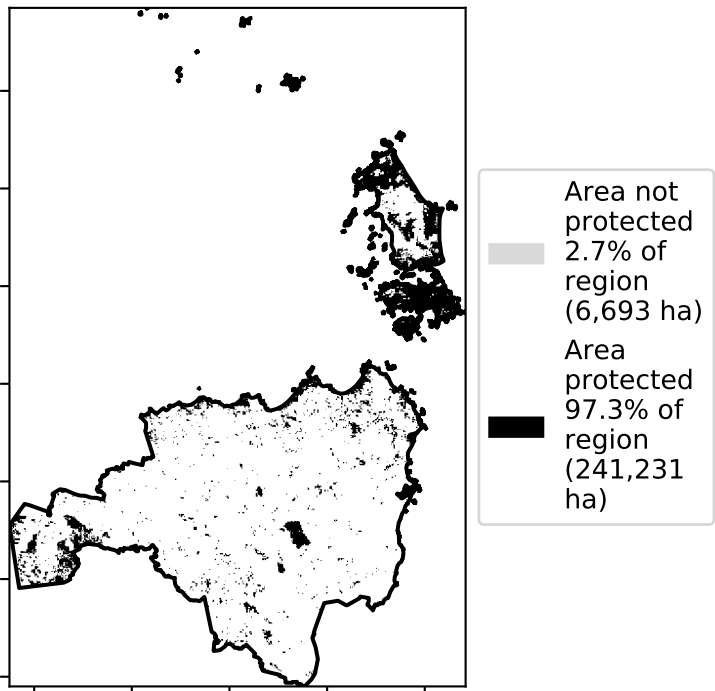 Area not
protected
2.7% of
region
(6,693 ha)
Area
protected
97.3% of
region
(241,231
ha)